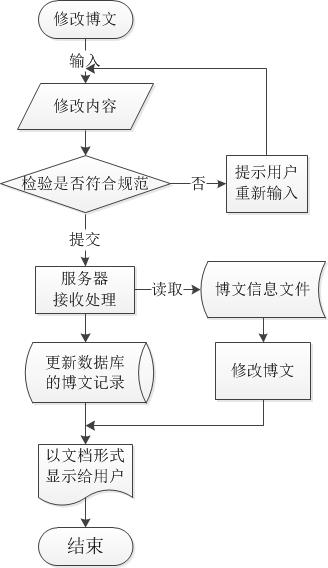 修改博文
输入
修改内容
检验是否符合规范
否
提示用户
重新输入
提交
服务器
接收处理
读取
博文信息文件
更新数据库
的博文记录
修改博文
以文档形式
显示给用户
结束